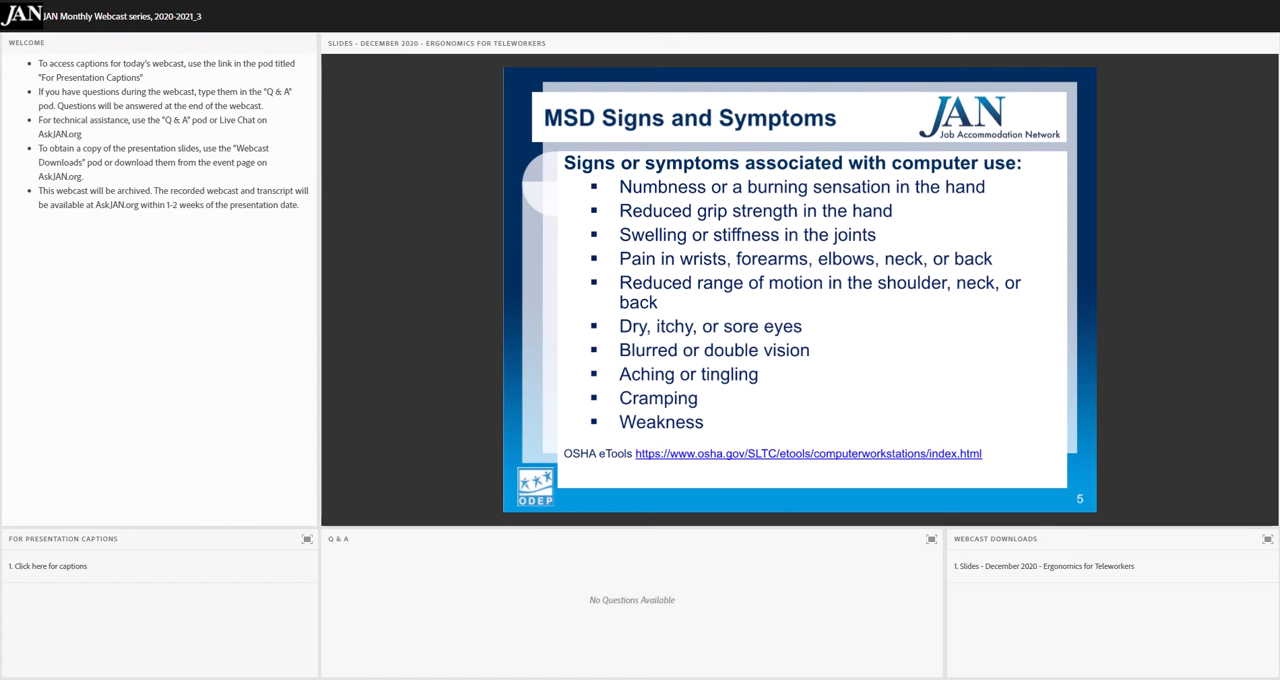 JAN JAN Monthly Webcast series, 2020-2021_3
WELCOME
To access captions for today's webcast, use the link in the pod titled
"For Presentation Captions"
If you have questions during the webcast, type them in the "Q & A"
pod. Questions will be answered at the end of the webcast.
For technical assistance, use the "Q & A" pod or Live Chat on
AskJAN.org
To obtain a copy of the presentation slides, use the "Webcast
Downloads" pod or download them from the event page on
AskJAN.org.
This webcast will be archived. The recorded webcast and transcript will
be available at AskJAN.org within 1-2 weeks of the presentation date.
SLIDES - DECEMBER 2020 - ERGONOMICS FOR TELEWORKERS
MSD Signs and Symptoms
JAN
Job Accommodation Network
Signs or symptoms associated with computer use:
Numbness or a burning sensation in the hand
Reduced grip strength in the hand
Swelling or stiffness in the joints
Pain in wrists, forearms, elbows, neck, or back
Reduced range of motion in the shoulder, neck, or
back
Dry, itchy, or sore eyes
Blurred or double vision
Aching or tingling
Cramping
Weakness
OSHA eTools https://www.osha.gov/SLTC/etools/computerworkstations/index.html
ODEP
5
FOR PRESENTATION CAPTIONS
1. Click here for captions
Q & A
No Questions Available
WEBCAST DOWNLOADS
1. Slides - December 2020 - Ergonomics for Teleworkers